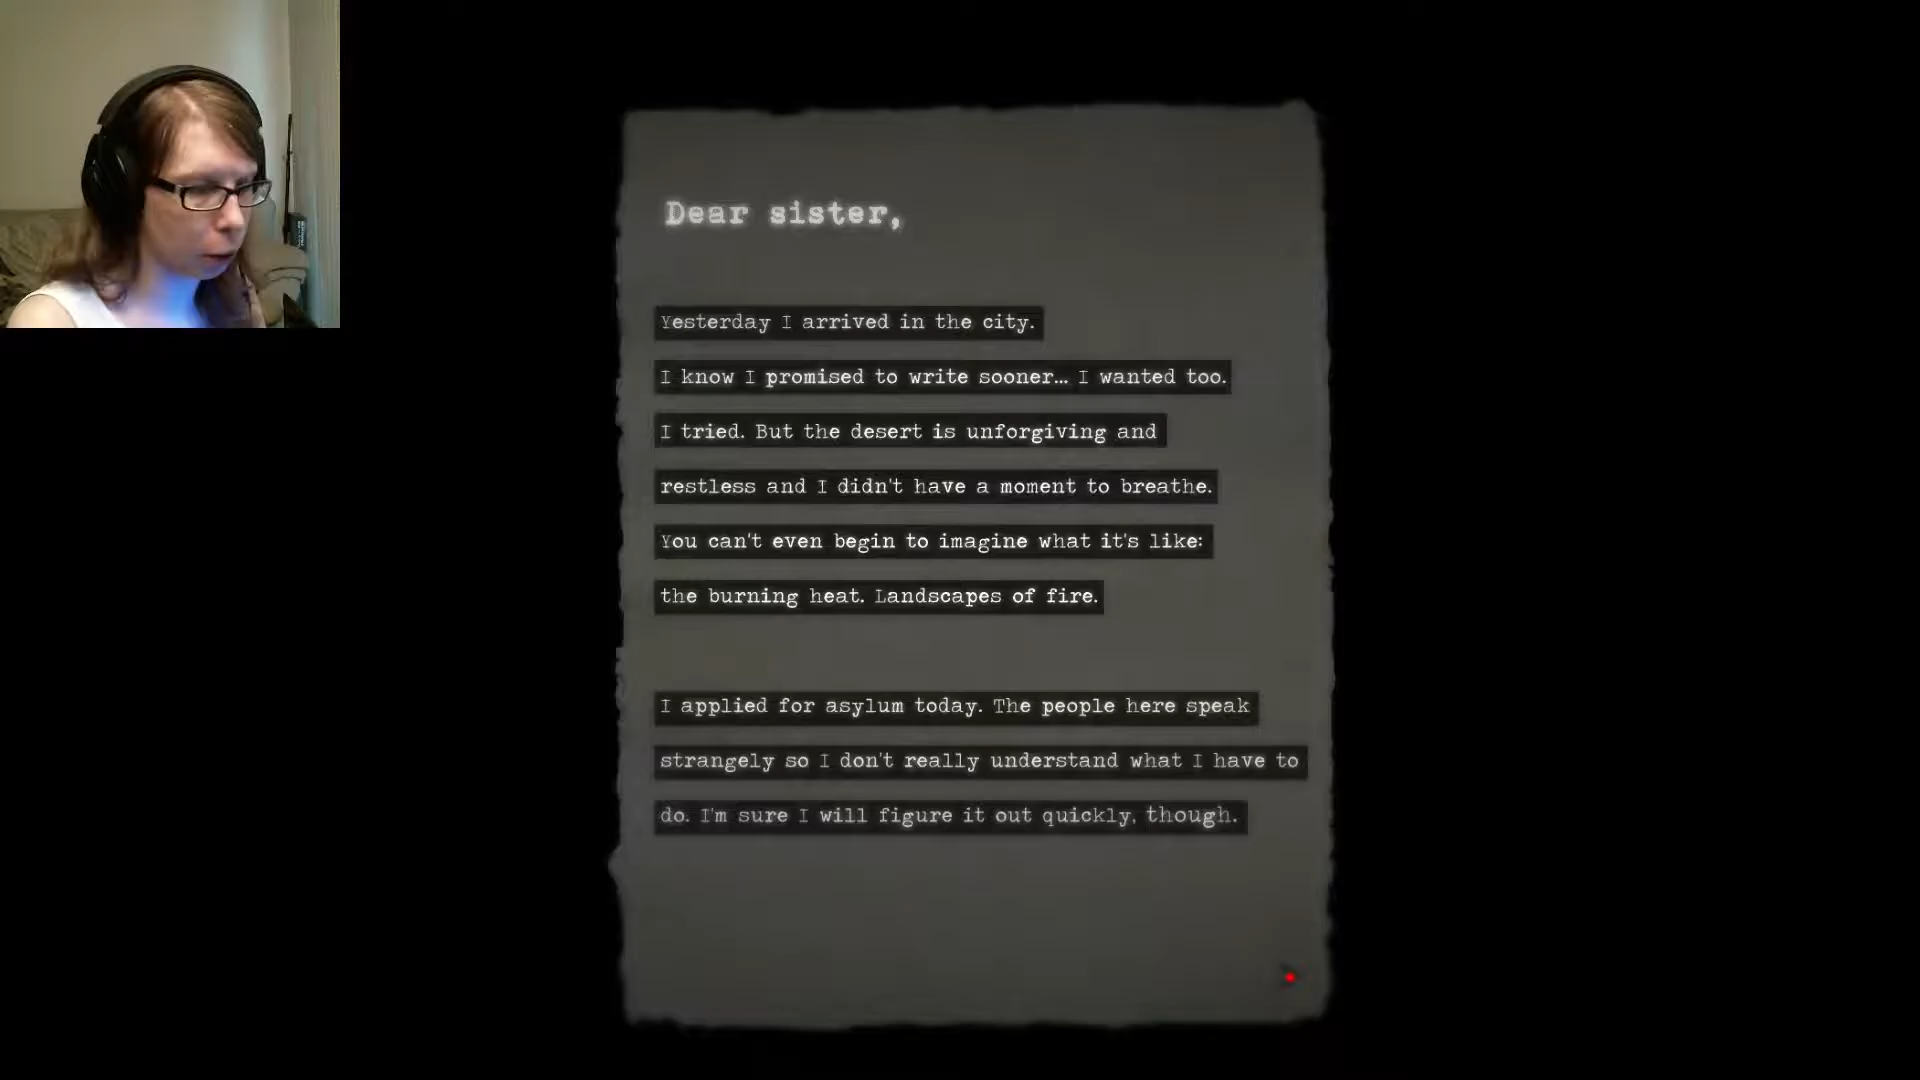 Dear sister,
Yesterday I arrived in the city.
I know I promised to write sooner... I wanted too.
I tried. But the desert is unforgiving and
restless and I didn't have a moment to breathe.
You can't even begin to imagine what it's like:
the burning heat. Landscapes of fire.
I applied for asylum today. The people here speak
strangely so I don't really understand what I have to
do. I'm sure I will figure it out quickly, though.